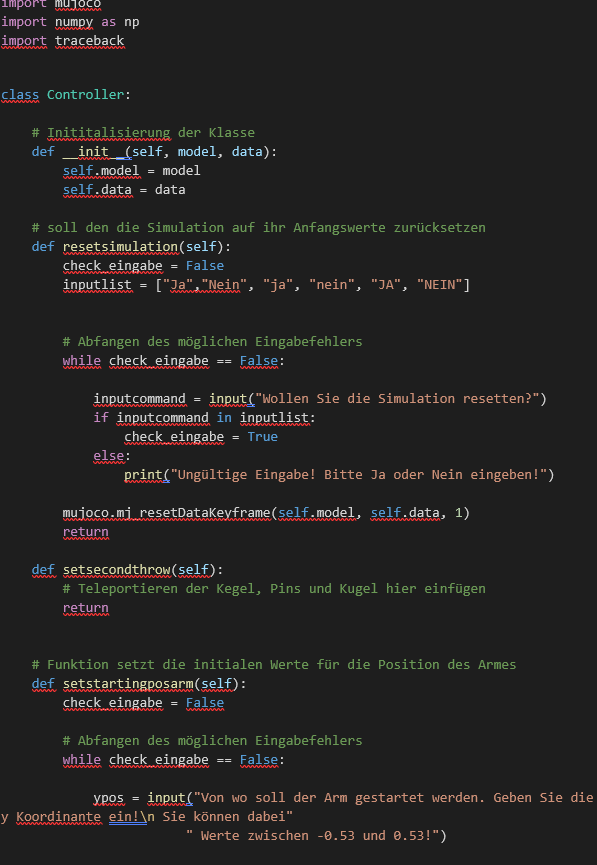 import mujoco
import numpy as np
import traceback
class Controller:
# Inititalisierung der Klasse
def __init__(self, model, data):
self.model = model
self.data = data
# soll den die Simulation auf ihr Anfangswerte zurücksetzen
def resetsimulation(self):
check_eingabe = False
inputlist = ["Ja","Nein", "ja", "nein", "JA", "NEIN"]
# Abfangen des möglichen Eingabefehlers
while check_eingabe == False:
inputcommand = input("Wollen Sie die Simulation resetten?")
if inputcommand in inputlist:
check_eingabe = True
else:
print("Ungültige Eingabe! Bitte Ja oder Nein eingeben!")
mujoco.mj_resetDataKeyframe(self.model, self.data, 1)
return
def setsecondthrow(self):
# Teleportieren der Kegel, Pins und Kugel hier einfügen
return
# Funktion setzt die initialen Werte für die Position des Armes
def setstartingposarm(self):
check_eingabe = False
# Abfangen des möglichen Eingabefehlers
while check_eingabe == False:
ypos = input("Von wo soll der Arm gestartet werden. Geben Sie die
y Koordinante ein!\n Sie können dabei"
" Werte zwischen -0.53 und 0.53!")